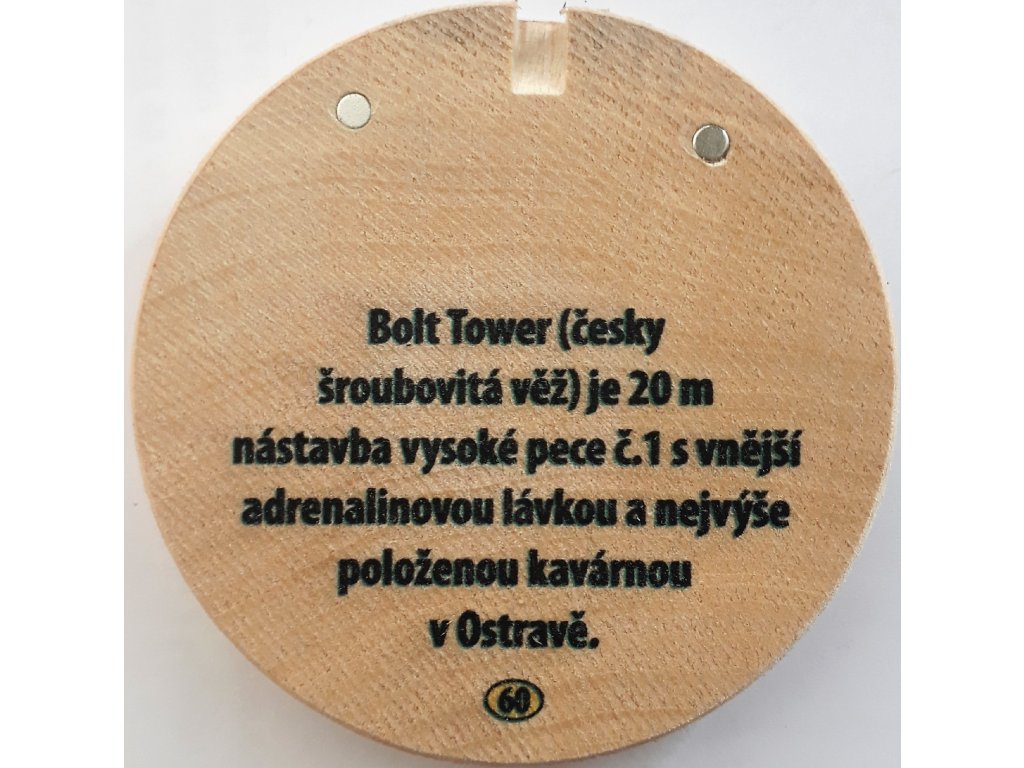 Bolt Tower (česky
šroubovitá věž) je 20 m
nástavba vysoké pece č.1 s vnější
adrenalinovou lávkou a nejvýše
položenou kavárnou
v Ostravě.
60